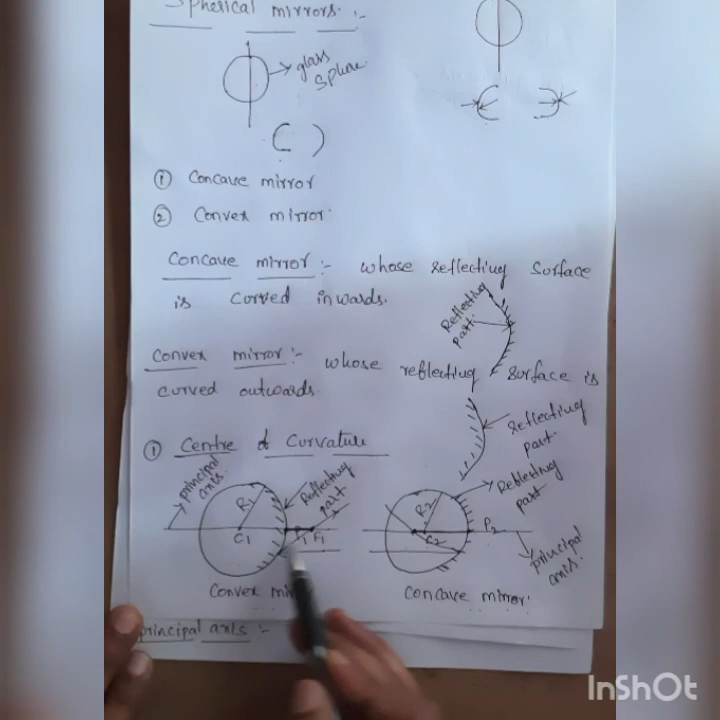 Spherical mirrors :-
glass
sphere
( )
① Concave mirror
② Convex mirror.
Concave mirror :- whose reflecting surface
is curved inwards.
Reflecting
part.
Convex mirror :- whose reflecting surface is
curved outwards.
Reflecting
part.
① Centre of Curvature
principal
axis.
R1
C1
Reflecting
part
F1
R2
C2
Reflecting
part
P2
principal
axis.
Convex mi
Concave mirror.
principal axis :-
InShOt